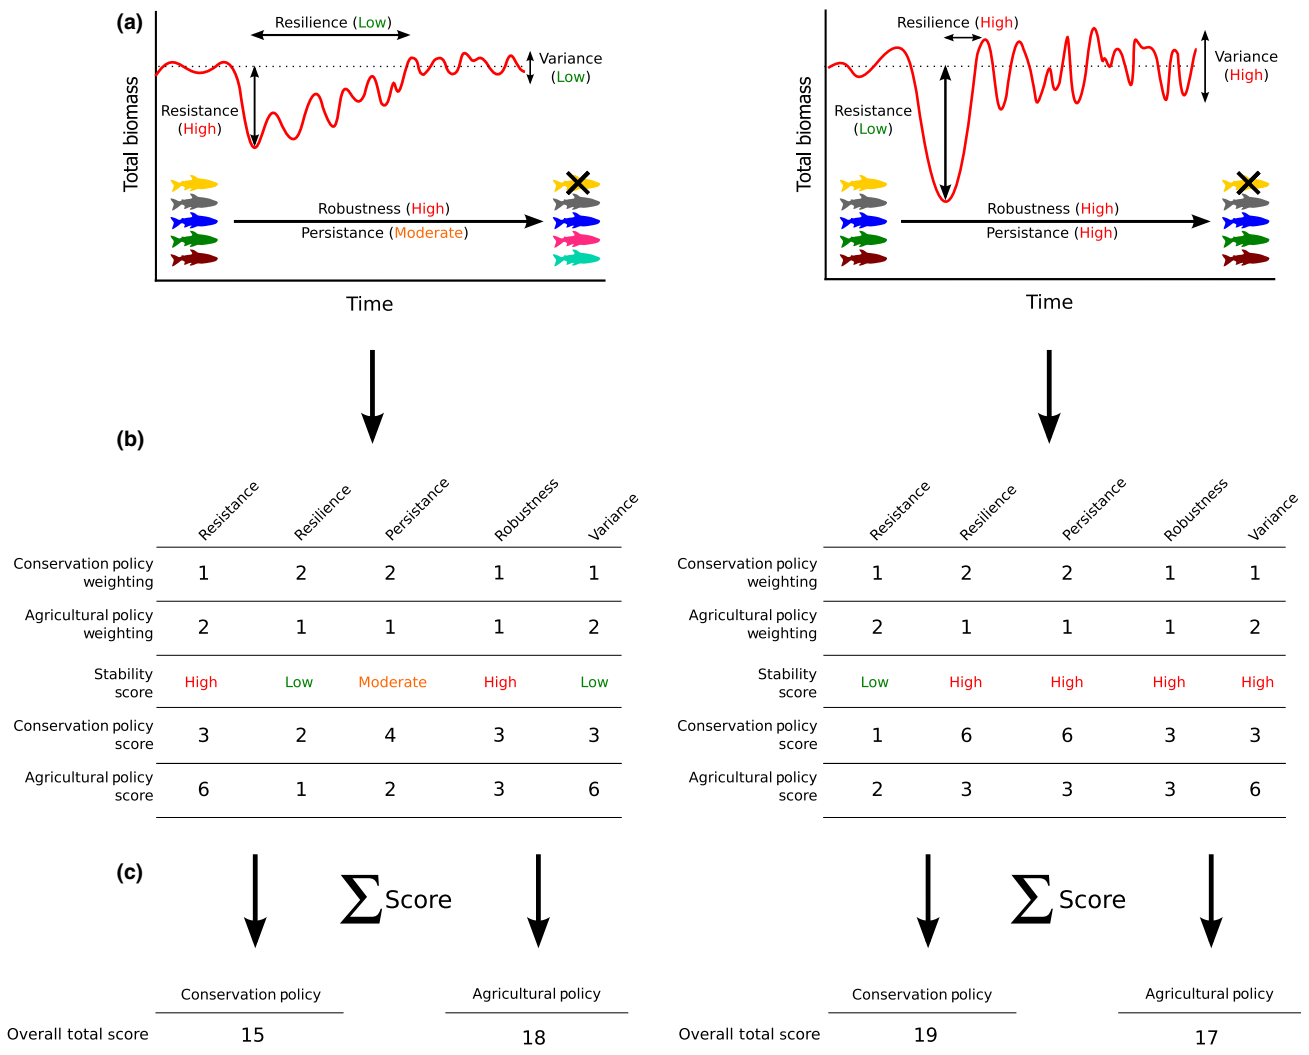 (a)
Resilience (Low)
Variance
(Low)
Resistance
(High)
Total biomass
Robustness (High)
Persistance (Moderate)
Time
Resilience (High)
Variance
(High)
Resistance
(Low)
Total biomass
Robustness (High)
Persistance (High)
Time
(b)
Resistance
Resilience
Persistance
Robustness
Variance
Conservation policy
weighting
1 2 2 1 1
Agricultural policy
weighting
2 1 1 1 2
Stability
score
High Low Moderate High Low
Conservation policy
score
3 2 4 3 3
Agricultural policy
score
6 1 2 3 6
Resistance
Resilience
Persistance
Robustness
Variance
Conservation policy
weighting
1 2 2 1 1
Agricultural policy
weighting
2 1 1 1 2
Stability
score
Low High High High High
Conservation policy
score
1 6 6 3 3
Agricultural policy
score
2 3 3 3 6
(c)
∑ Score
Conservation policy
Agricultural policy
Overall total score
15
18
∑ Score
Conservation policy
Agricultural policy
Overall total score
19
17